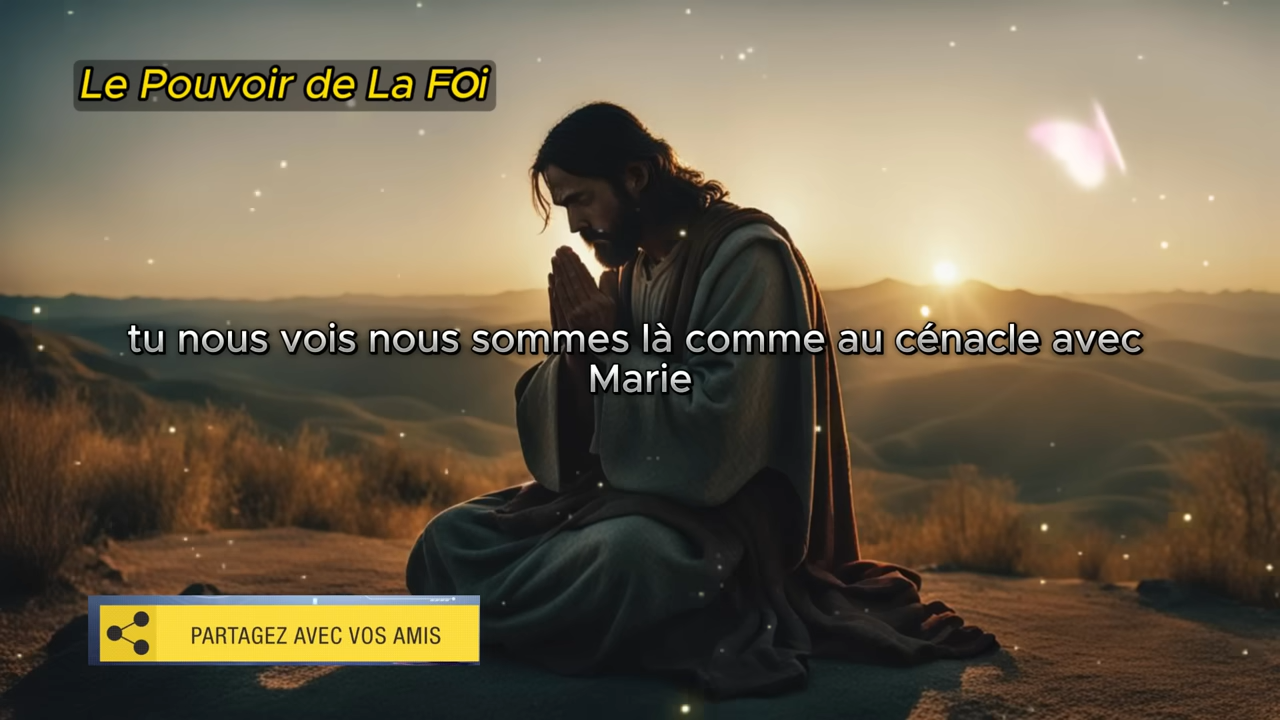 Le Pouvoir de La FOi
tu nous vois nous sommes là comme au cénacle avec
Marie
PARTAGEZ AVEC VOS AMIS